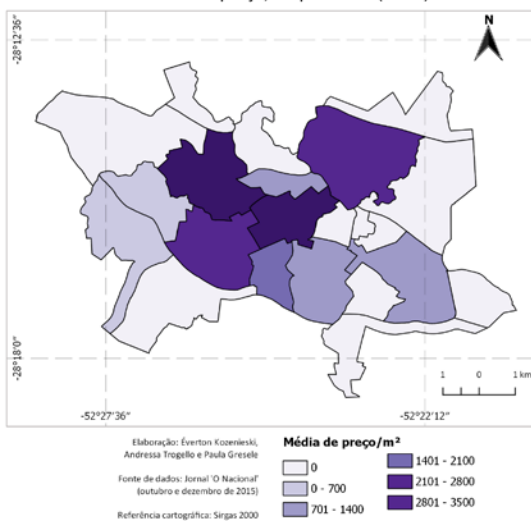 N
-28°12'36"
-28°18'0"
1 0 1 km
-52°27'36" -52°22'12"
Elaboração: Éverton Kozenieski,
Andressa Trogello e Paula Gresele
Fonte de dados: Jornal 'O Nacional'
(outubro e dezembro de 2015)
Referência cartográfica: Sirgas 2000
Média de preço/m²
0
0 - 700
701 - 1400
1401 - 2100
2101 - 2800
2801 - 3500